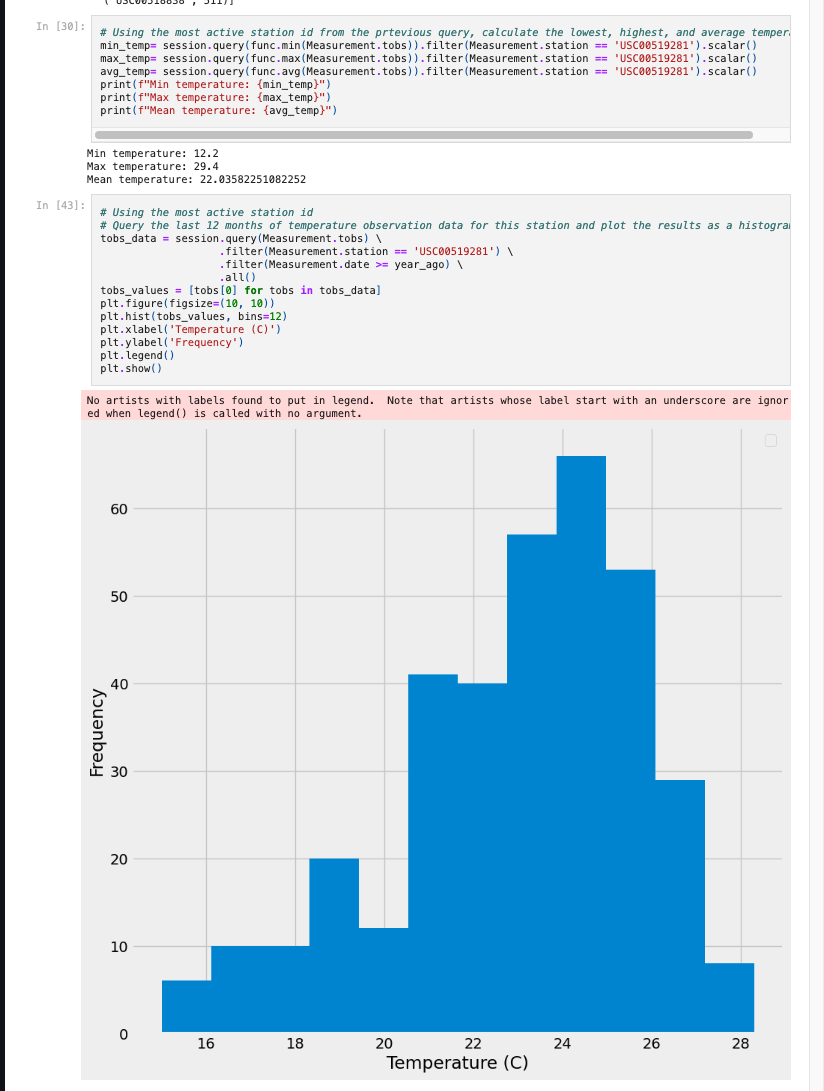 ('USC00518838', 511)]
In [30]:
# Using the most active station id from the prtevious query, calculate the lowest, highest, and average temper
min_temp= session.query(func.min(Measurement.tobs)).filter(Measurement.station == 'USC00519281').scalar()
max_temp= session.query(func.max(Measurement.tobs)).filter(Measurement.station == 'USC00519281').scalar()
avg_temp= session.query(func.avg(Measurement.tobs)).filter(Measurement.station == 'USC00519281').scalar()
print(f"Min temperature: {min_temp}")
print(f"Max temperature: {max_temp}")
print(f"Mean temperature: {avg_temp}")
Min temperature: 12.2
Max temperature: 29.4
Mean temperature: 22.03582251082252
In [43]:
# Using the most active station id
# Query the last 12 months of temperature observation data for this station and plot the results as a histogra
tobs_data = session.query(Measurement.tobs) \
.filter(Measurement.station == 'USC00519281') \
.filter(Measurement.date >= year_ago) \
.all()
tobs_values = [tobs[0] for tobs in tobs_data]
plt.figure(figsize=(10, 10))
plt.hist(tobs_values, bins=12)
plt.xlabel('Temperature (C)')
plt.ylabel('Frequency')
plt.legend()
plt.show()
No artists with labels found to put in legend.  Note that artists whose label start with an underscore are ignor
ed when legend() is called with no argument.
60
50
40
30
20
10
0
Frequency
16 18 20 22 24 26 28
Temperature (C)